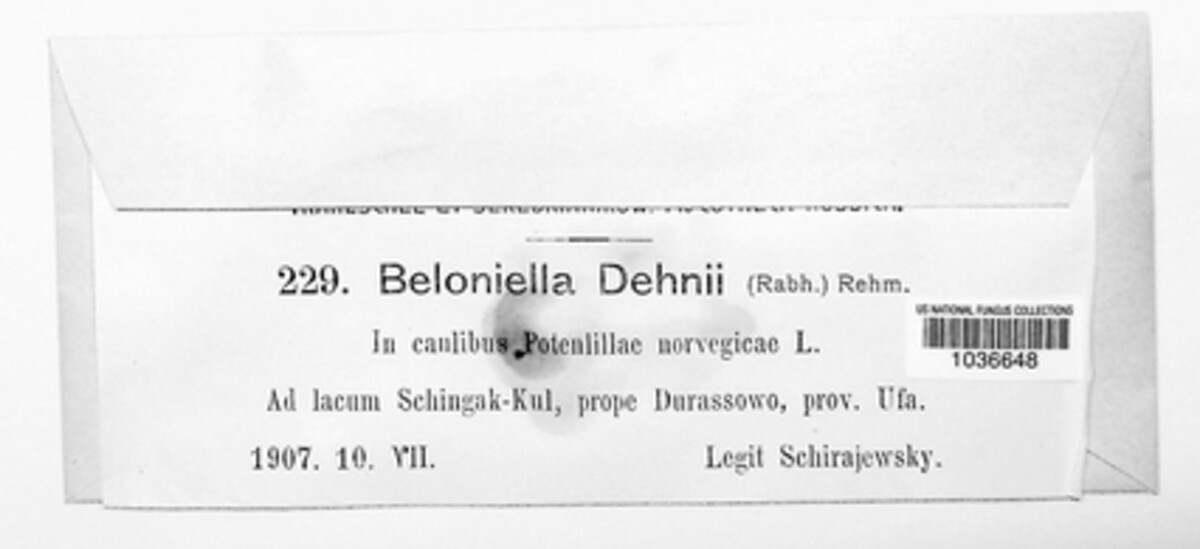 229. Beloniella Dehnii (Rabh.) Rehm.
US NATIONAL FUNGUS COLLECTIONS
1036648
In caulibus Potenlillae norvegicae L.
Ad lacum Schingak-Kul, prope Durassowo, prov. Ufa.
1907. 10. VII. Legit Schirajewsky.